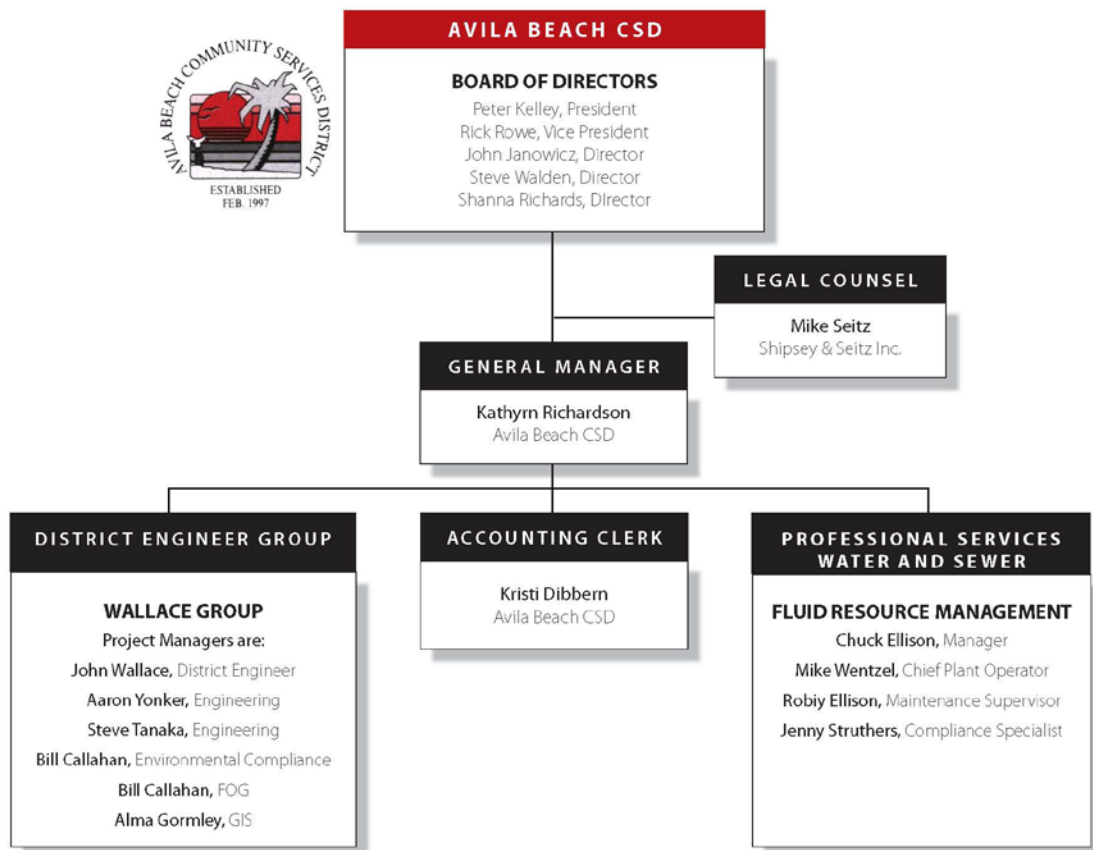 AVILA BEACH COMMUNITY SERVICES DISTRICT
ESTABLISHED
FEB. 1997
AVILA BEACH CSD
BOARD OF DIRECTORS
Peter Kelley, President
Rick Rowe, Vice President
John Janowicz, Director
Steve Walden, Director
Shanna Richards, Director
LEGAL COUNSEL
Mike Seitz
Shipsey & Seitz Inc.
GENERAL MANAGER
Kathyrn Richardson
Avila Beach CSD
DISTRICT ENGINEER GROUP
WALLACE GROUP
Project Managers are:
John Wallace, District Engineer
Aaron Yonker, Engineering
Steve Tanaka, Engineering
Bill Callahan, Environmental Compliance
Bill Callahan, FOG
Alma Gormley, GIS
ACCOUNTING CLERK
Kristi Dibbern
Avila Beach CSD
PROFESSIONAL SERVICES
WATER AND SEWER
FLUID RESOURCE MANAGEMENT
Chuck Ellison, Manager
Mike Wentzel, Chief Plant Operator
Robiy Ellison, Maintenance Supervisor
Jenny Struthers, Compliance Specialist